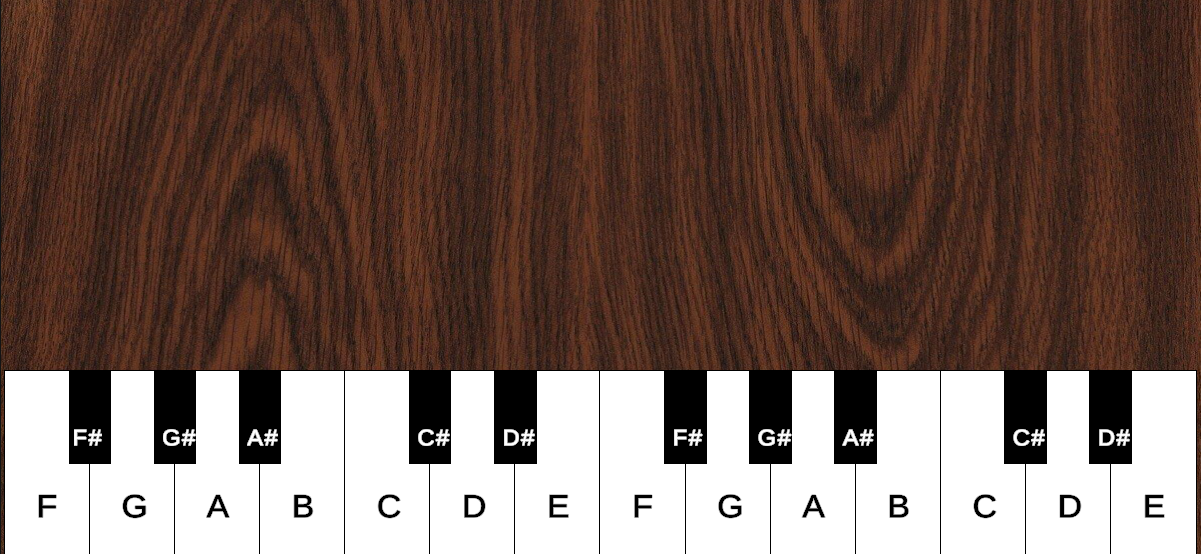 F# G# A# C# D# F# G# A# C# D#
F G A B C D E F G A B C D E